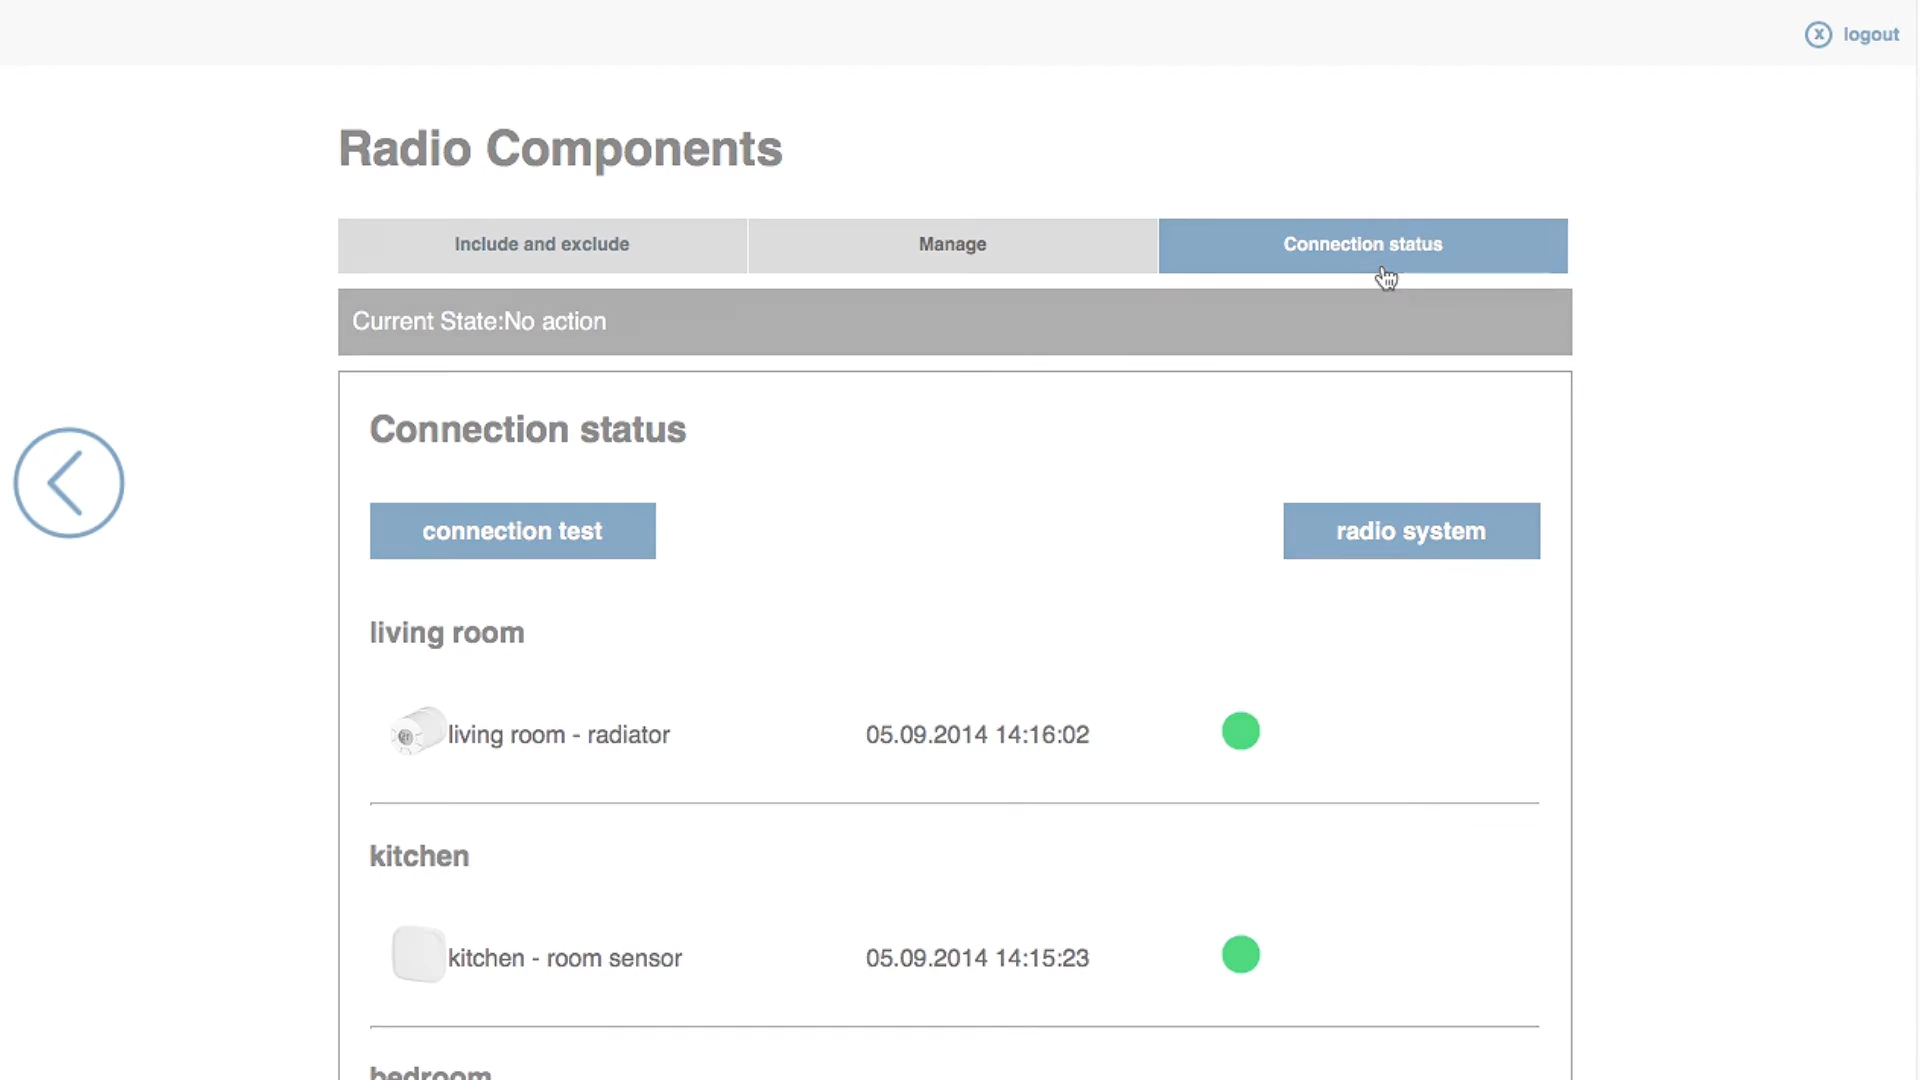 logout
Radio Components
Include and exclude
Manage
Connection status
Current State:No action
Connection status
connection test
radio system
living room
living room - radiator
05.09.2014 14:16:02
kitchen
kitchen - room sensor
05.09.2014 14:15:23
bedroom